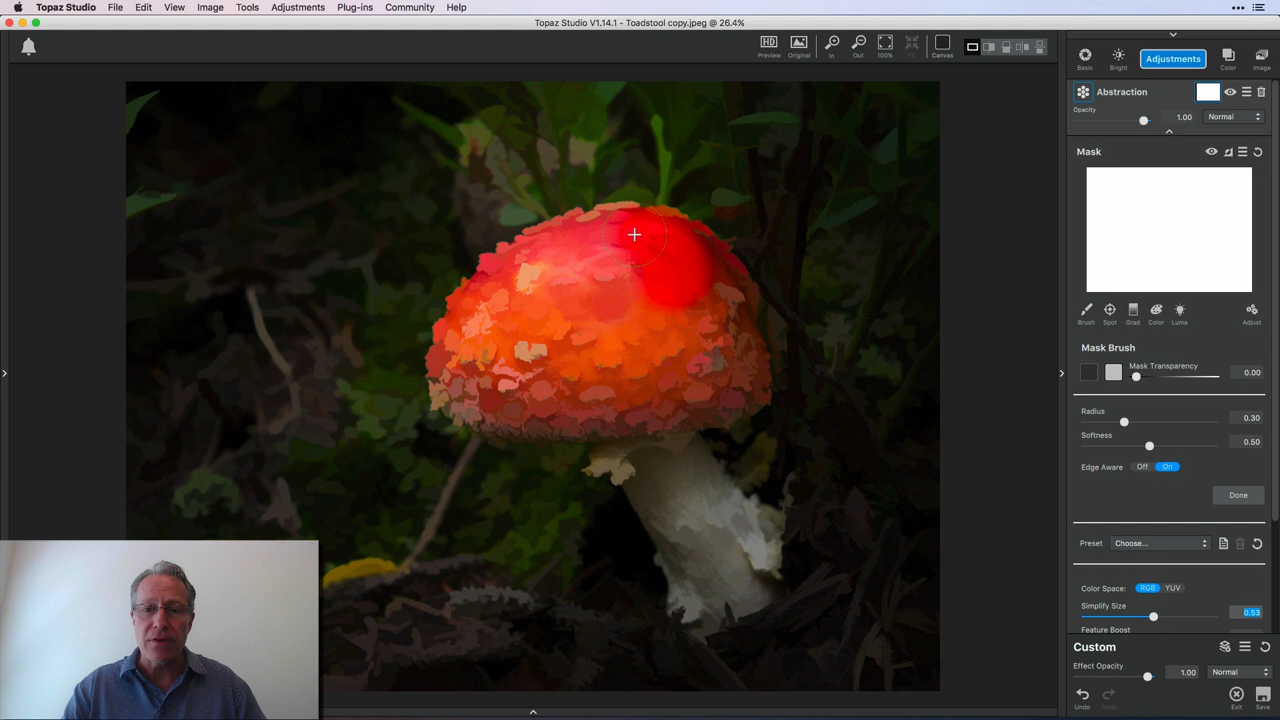 Topaz Studio File Edit View Image Tools Adjustments Plug-ins Community Help
Topaz Studio V1.14.1 - Toadstool copy.jpeg @ 26.4%
Preview Original In Out 100% Fit Canvas
Basic Bright Adjustments Color Image
Abstraction
Opacity 1.00 Normal
Mask
Brush Spot Grad Color Luma Adjust
Mask Brush
Mask Transparency 0.00
Radius 0.30
Softness 0.50
Edge Aware Off On
Done
Preset Choose...
Color Space: RGB YUV
Simplify Size 0.53
Feature Boost
Custom
Effect Opacity 1.00 Normal
Undo Redo Exit Save